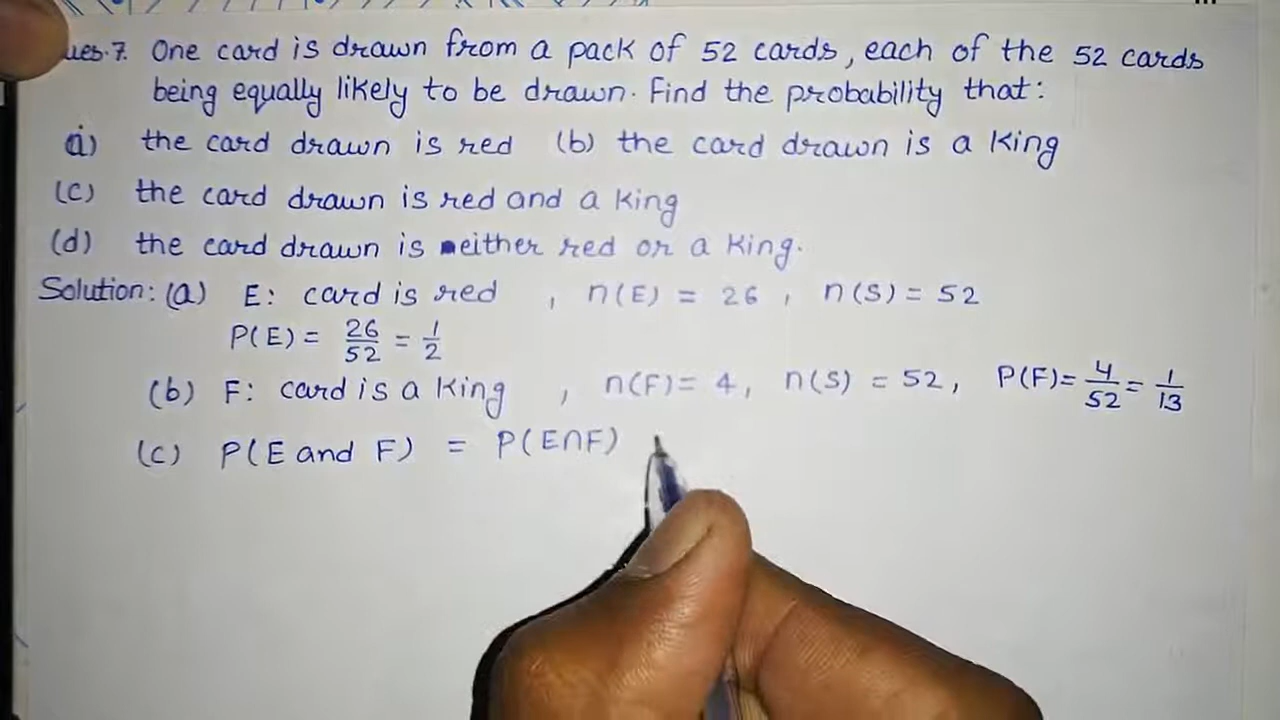 ues.7. One card is drawn from a pack of 52 cards, each of the 52 cards
being equally likely to be drawn. Find the probability that:
a) the card drawn is red (b) the card drawn is a King
(c) the card drawn is red and a King
(d) the card drawn is either red or a King.
Solution: (a) E: card is red , n(E) = 26 , n(S) = 52
P(E) = 26/52 = 1/2
(b) F: card is a King , n(F) = 4, n(S) = 52, P(F) = 4/52 = 1/13
(c) P(E and F) = P(E∩F)